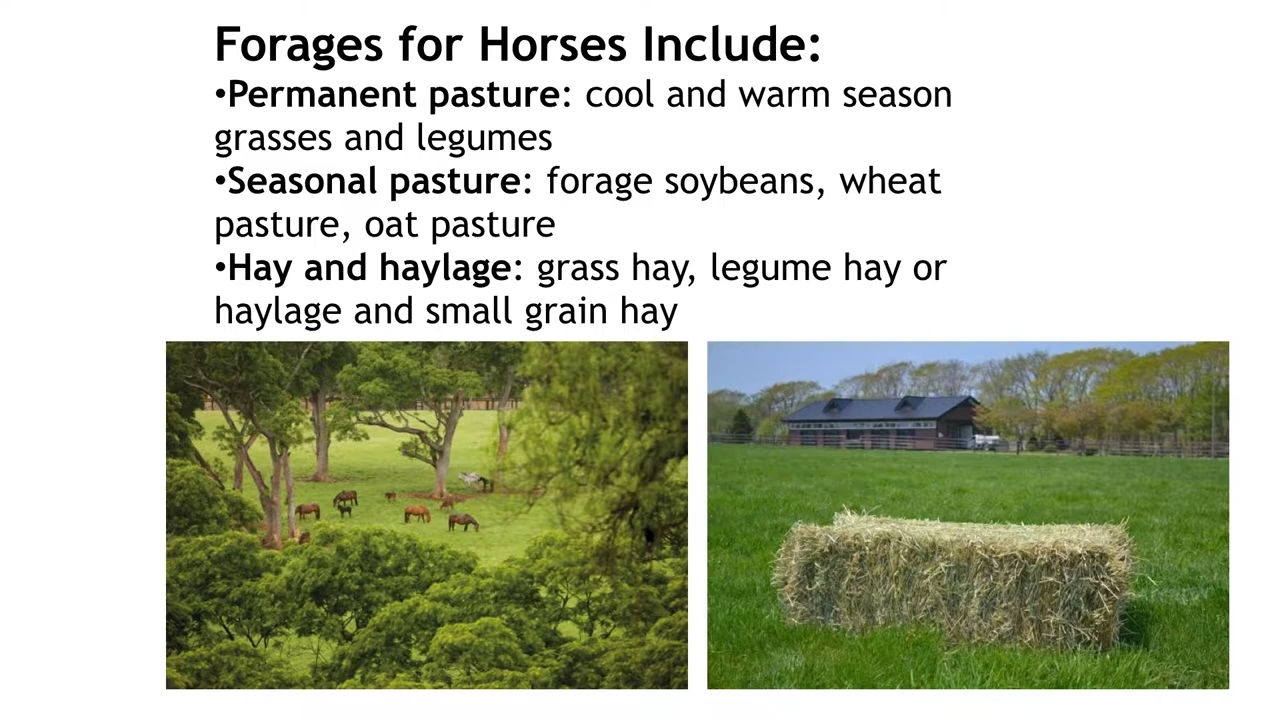 Forages for Horses Include:
•Permanent pasture: cool and warm season
grasses and legumes
•Seasonal pasture: forage soybeans, wheat
pasture, oat pasture
•Hay and haylage: grass hay, legume hay or
haylage and small grain hay